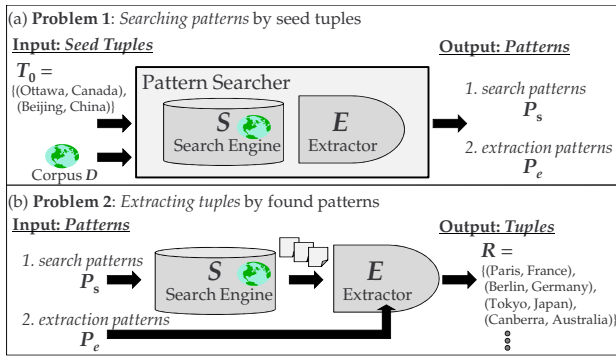 (a) Problem 1: Searching patterns by seed tuples
Input: Seed Tuples
Output: Patterns
T₀ =
{(Ottawa, Canada),
(Beijing, China)}
Corpus D
Pattern Searcher
S
Search Engine
E
Extractor
1. search patterns
Pₛ
2. extraction patterns
Pₑ
(b) Problem 2: Extracting tuples by found patterns
Input: Patterns
Output: Tuples
1. search patterns
Pₛ
2. extraction patterns
Pₑ
S
Search Engine
E
Extractor
R =
{(Paris, France),
(Berlin, Germany),
(Tokyo, Japan),
(Canberra, Australia)}